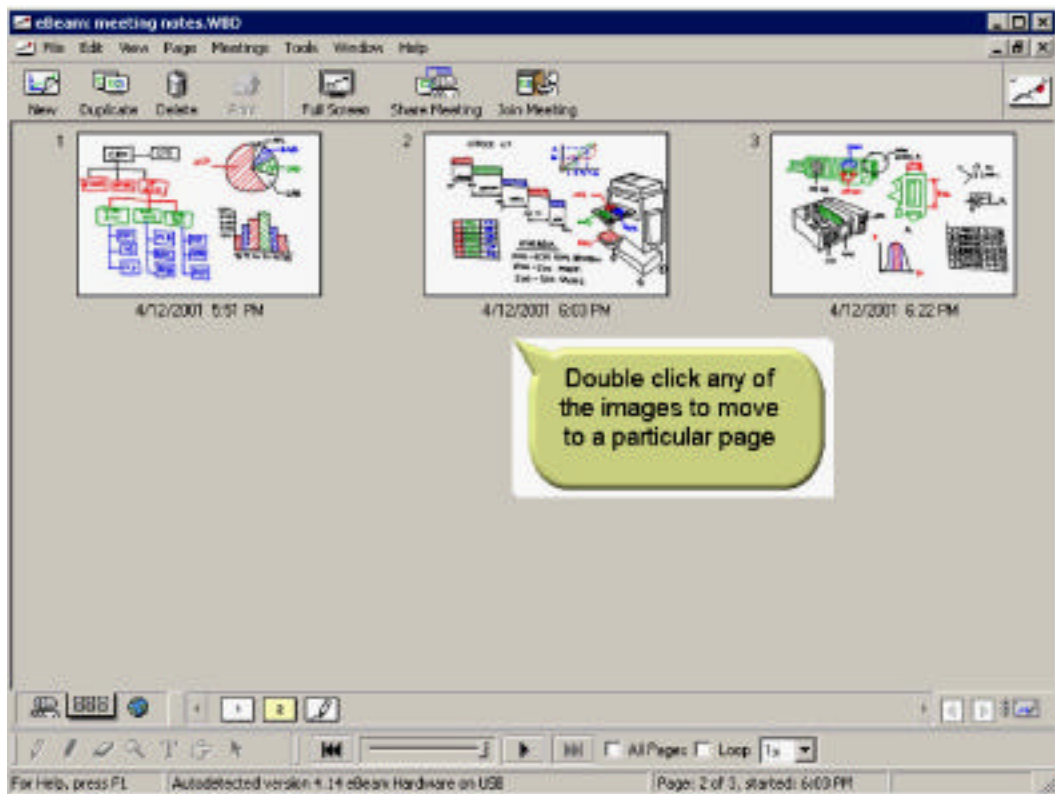 eBeam: meeting notes.WBD
File Edit View Page Meetings Tools Window Help
New Duplicate Delete Print Full Screen Share Meeting Join Meeting
1 2 3
4/12/2001 5:51 PM 4/12/2001 6:03 PM 4/12/2001 6:22 PM
Double click any of
the images to move
to a particular page
1 2
All Pages Loop 1x
For Help, press F1 Autodetected version 4.14 eBeam Hardware on USB Page: 2 of 3, started: 6:03 PM